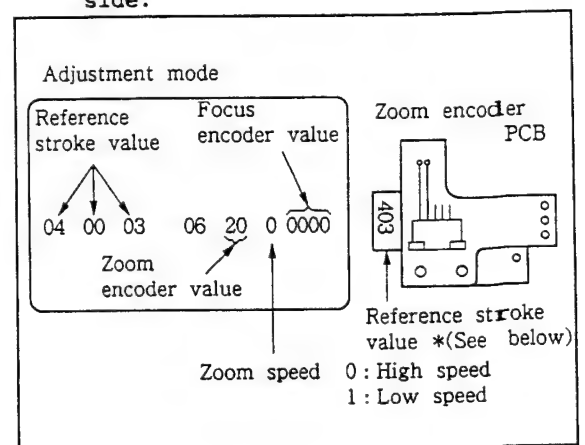 side.
Adjustment mode
Reference
stroke value
Focus
encoder value
Zoom encoder
PCB
403
04 00 03 06 20 0 0000
Zoom
encoder value
Reference stroke
value *(See below)
Zoom speed 0 : High speed
1 : Low speed